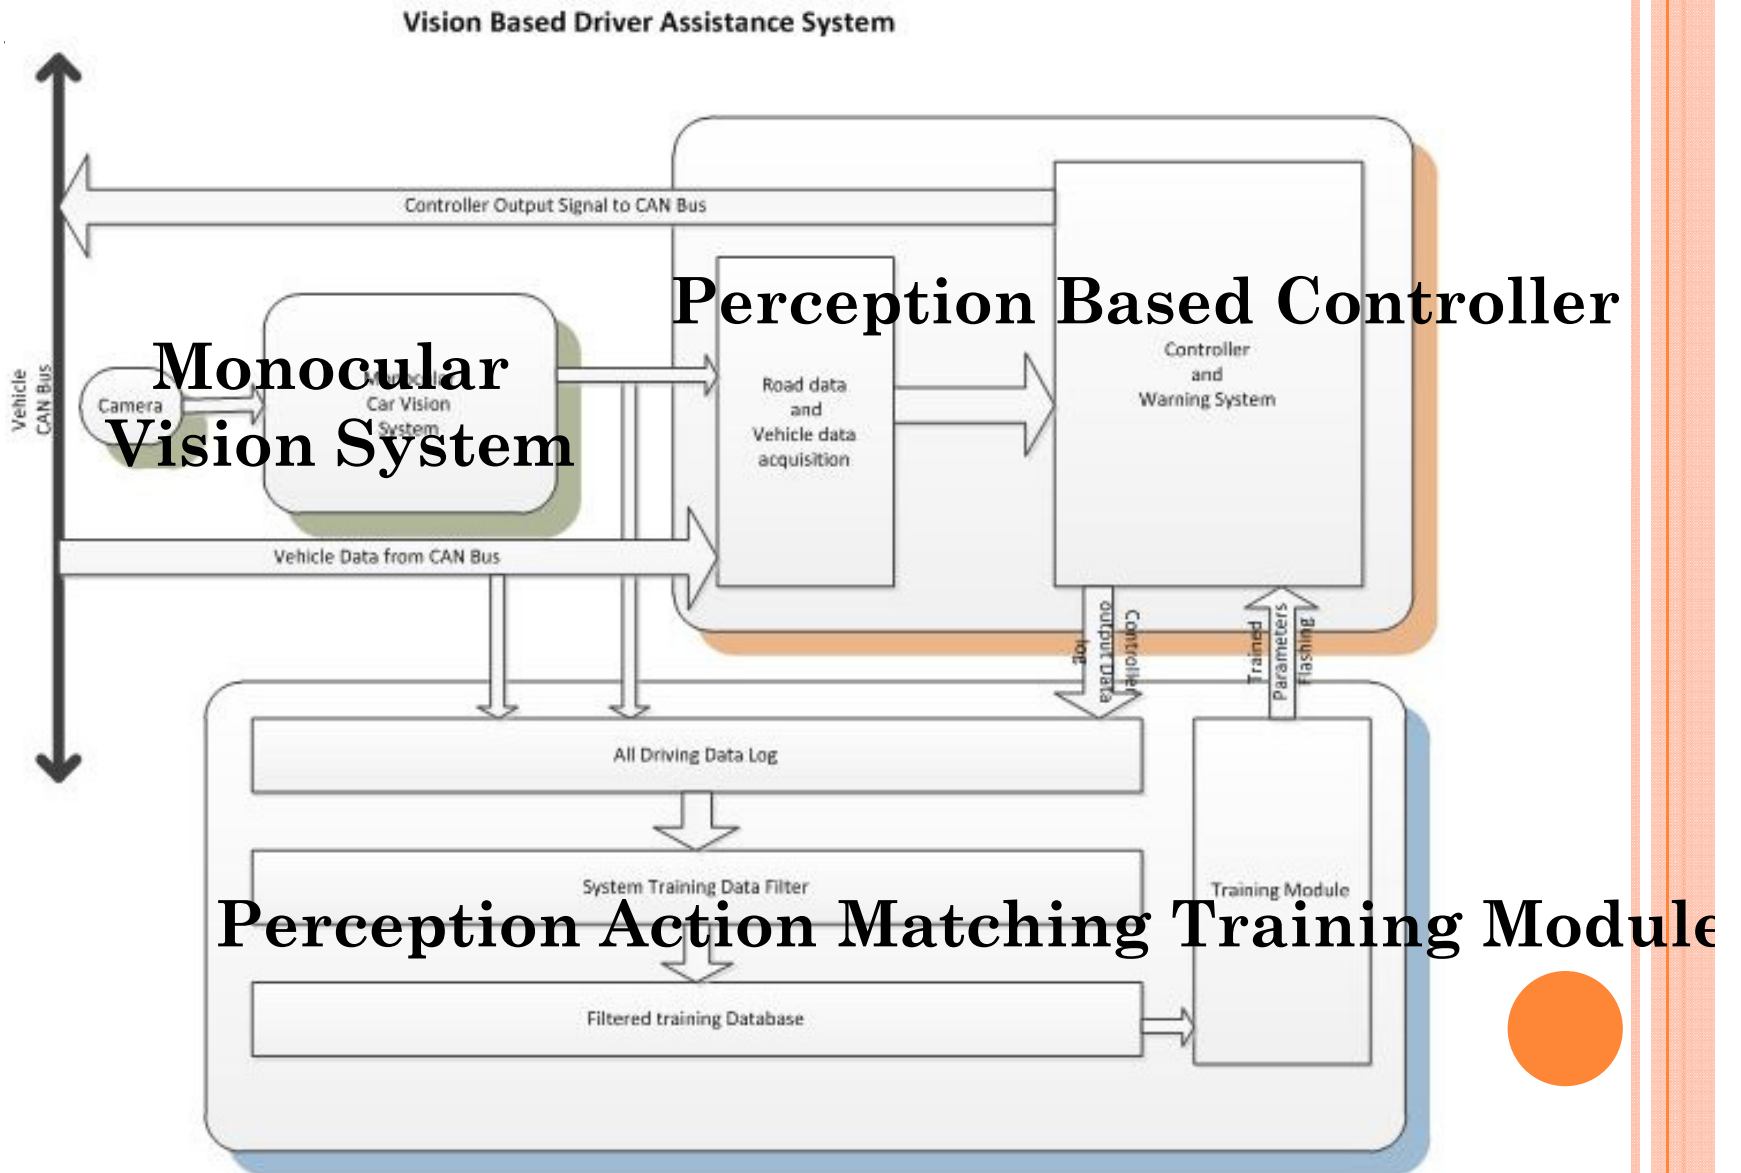 Vision Based Driver Assistance System
Controller Output Signal to CAN Bus
Perception Based Controller
Monocular
Vision System
Vehicle
CAN Bus
Camera
Monocular
Car Vision
System
Road data
and
Vehicle data
acquisition
Controller
and
Warning System
Vehicle Data from CAN Bus
Controller
output Data
log
Trained
Parameters
Flashing
All Driving Data Log
System Training Data Filter
Training Module
Perception Action Matching Training Module
Filtered training Database